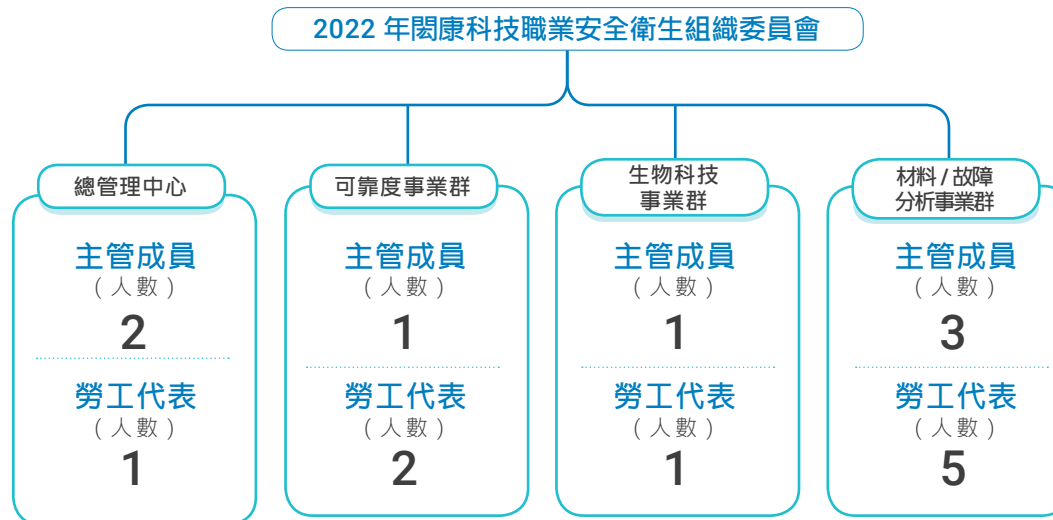 2022 年閎康科技職業安全衛生組織委員會
總管理中心
主管成員
(人數)
2
勞工代表
(人數)
1
可靠度事業群
主管成員
(人數)
1
勞工代表
(人數)
2
生物科技
事業群
主管成員
(人數)
1
勞工代表
(人數)
1
材料 / 故障
分析事業群
主管成員
(人數)
3
勞工代表
(人數)
5